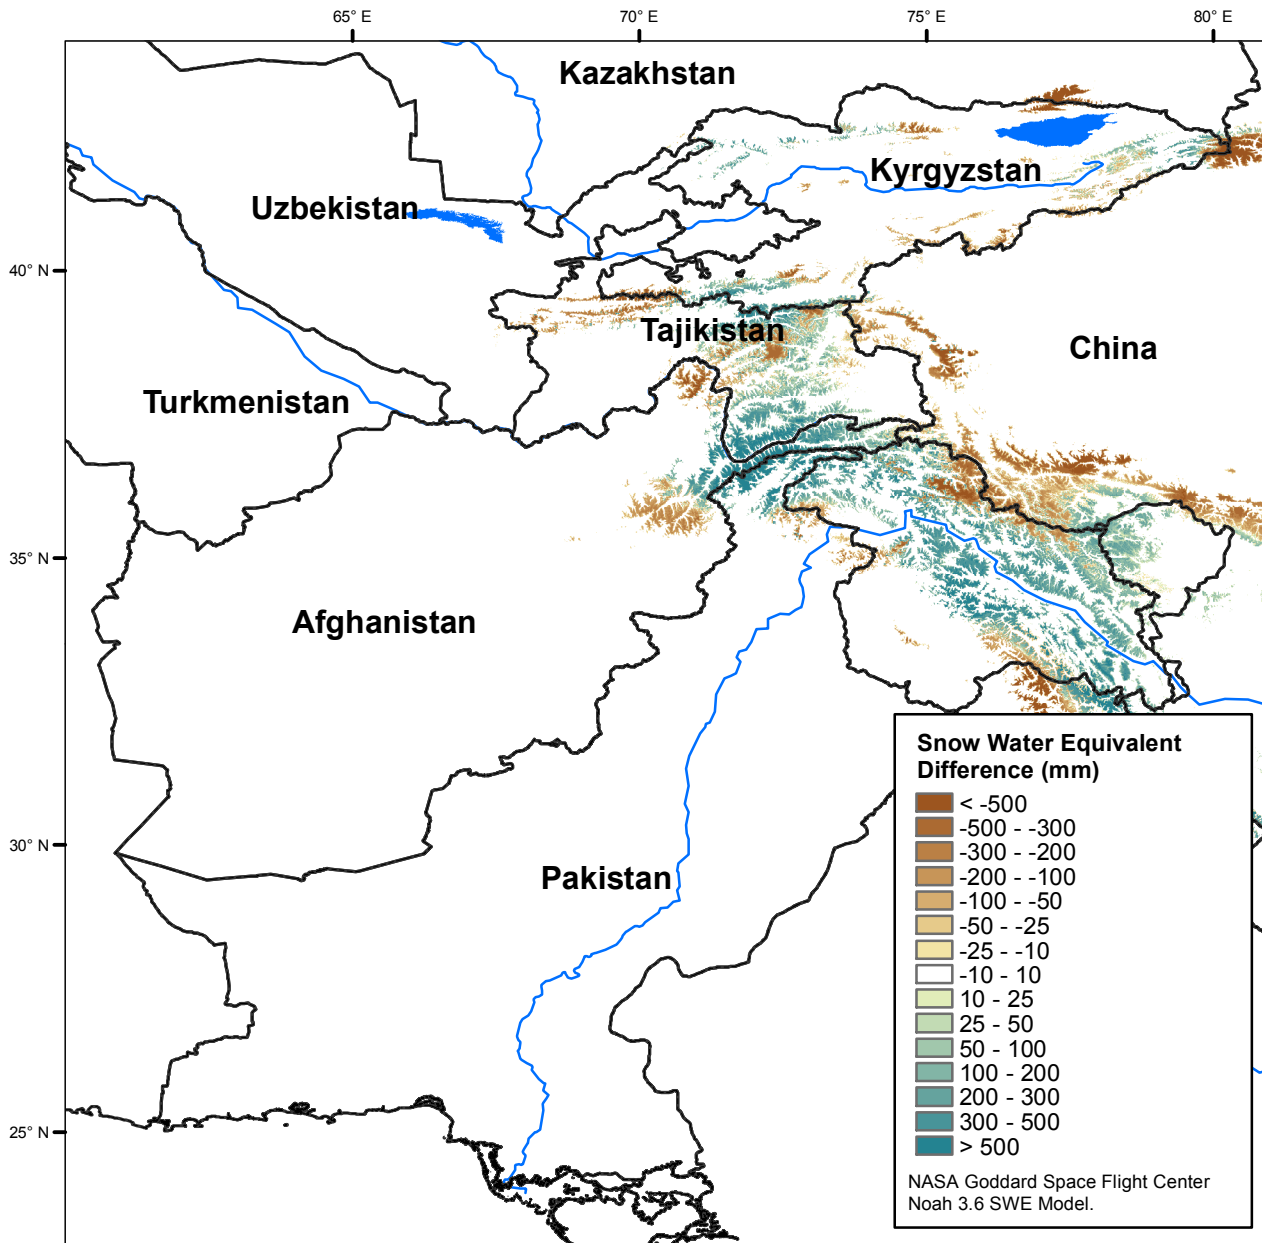 65° E
70° E
75° E
80° E
Kazakhstan
Kyrgyzstan
Uzbekistan
40° N
Tajikistan
China
Turkmenistan
35° N
Afghanistan
30° N
Pakistan
25° N
Snow Water Equivalent
Difference (mm)
< -500
-500 - -300
-300 - -200
-200 - -100
-100 - -50
-50 - -25
-25 - -10
-10 - 10
10 - 25
25 - 50
50 - 100
100 - 200
200 - 300
300 - 500
> 500
NASA Goddard Space Flight Center
Noah 3.6 SWE Model.